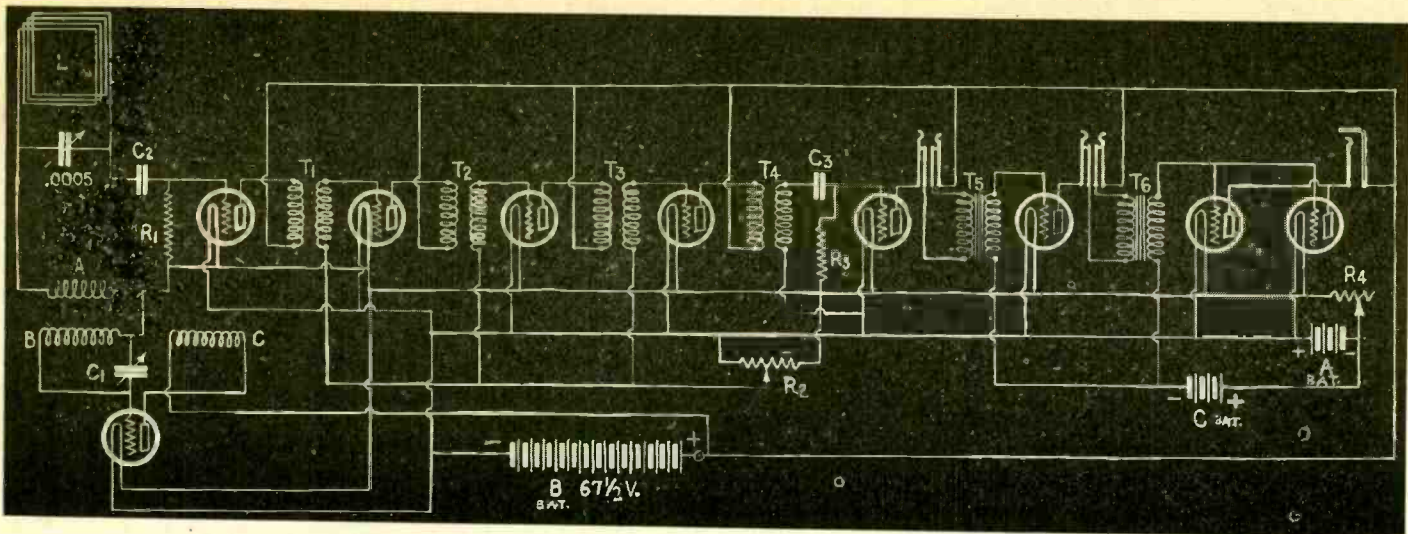 L
.0005
C2
R1
T1
T2
T3
T4
C3
R3
T5
T6
R4
A
B
C
C1
R2
+ -
A
BAT.
- +
C BAT.
- +
B 67½ V.
BAT.